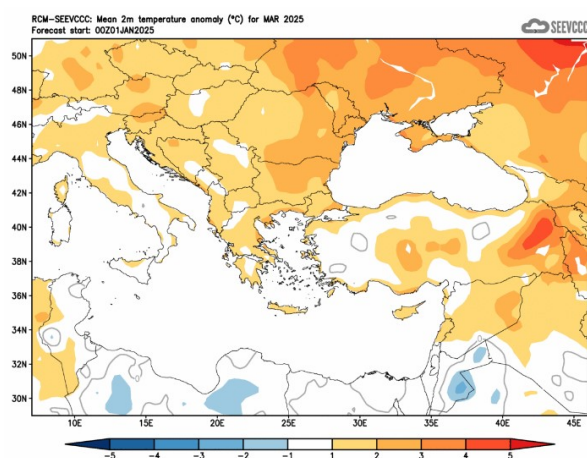 RCM-SEEVCCC: Mean 2m temperature anomaly (°C) for MAR 2025
Forecast start: 00Z01JAN2025
SEEVCCC
50N
48N
46N
44N
42N
40N
38N
36N
34N
32N
30N
10E 15E 20E 25E 30E 35E 40E 45E
-5 -4 -3 -2 -1 1 2 3 4 5